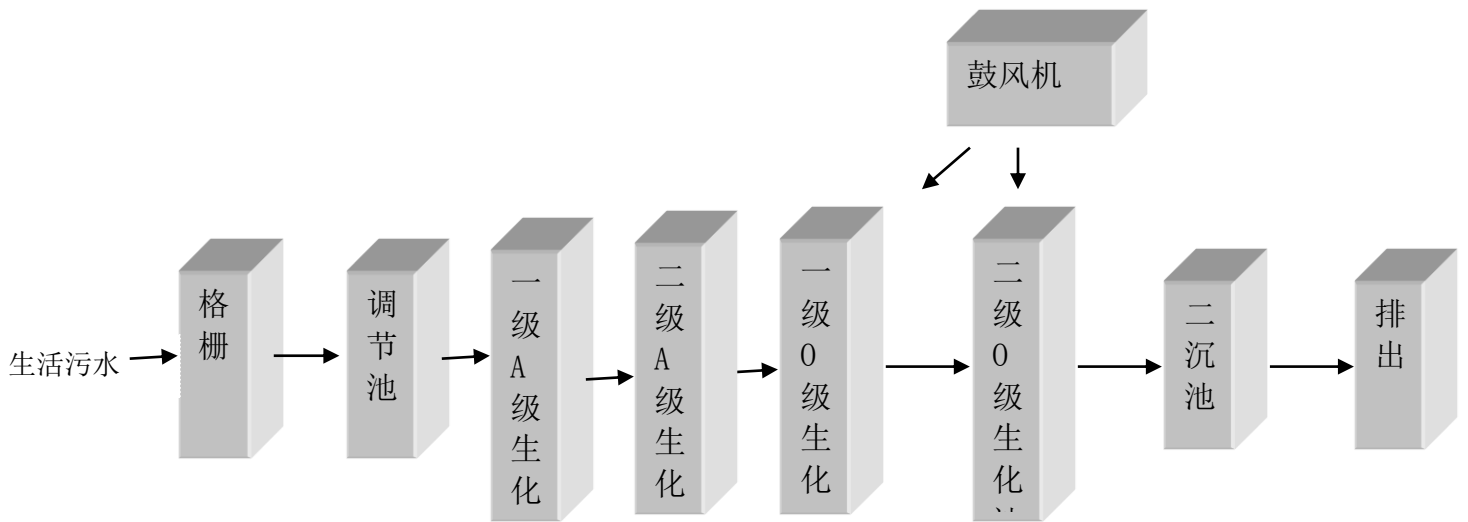 鼓风机
生活污水
格栅
调节池
一级A级生化
二级A级生化
一级O级生化
二级O级生化
二沉池
排出